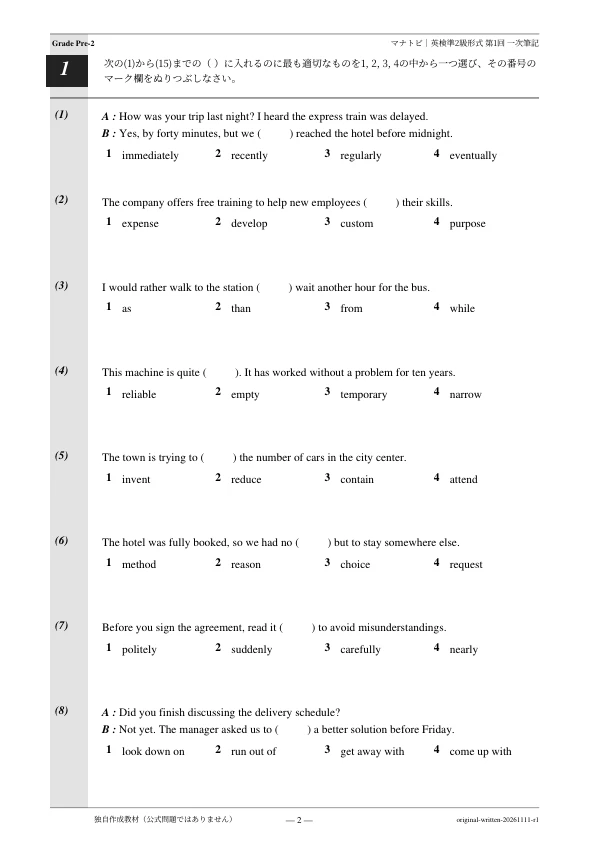 Grade Pre-2
マナトビ｜英検準2級形式 第1回 一次筆記
1
次の(1)から(15)までの（ ）に入れるのに最も適切なものを1, 2, 3, 4の中から一つ選び、その番号の
マーク欄をぬりつぶしなさい。
(1)
A : How was your trip last night? I heard the express train was delayed.
B : Yes, by forty minutes, but we ( ) reached the hotel before midnight.
1 immediately 2 recently 3 regularly 4 eventually
(2)
The company offers free training to help new employees ( ) their skills.
1 expense 2 develop 3 custom 4 purpose
(3)
I would rather walk to the station ( ) wait another hour for the bus.
1 as 2 than 3 from 4 while
(4)
This machine is quite ( ). It has worked without a problem for ten years.
1 reliable 2 empty 3 temporary 4 narrow
(5)
The town is trying to ( ) the number of cars in the city center.
1 invent 2 reduce 3 contain 4 attend
(6)
The hotel was fully booked, so we had no ( ) but to stay somewhere else.
1 method 2 reason 3 choice 4 request
(7)
Before you sign the agreement, read it ( ) to avoid misunderstandings.
1 politely 2 suddenly 3 carefully 4 nearly
(8)
A : Did you finish discussing the delivery schedule?
B : Not yet. The manager asked us to ( ) a better solution before Friday.
1 look down on 2 run out of 3 get away with 4 come up with
独自作成教材（公式問題ではありません）
— 2 —
original-written-20261111-r1